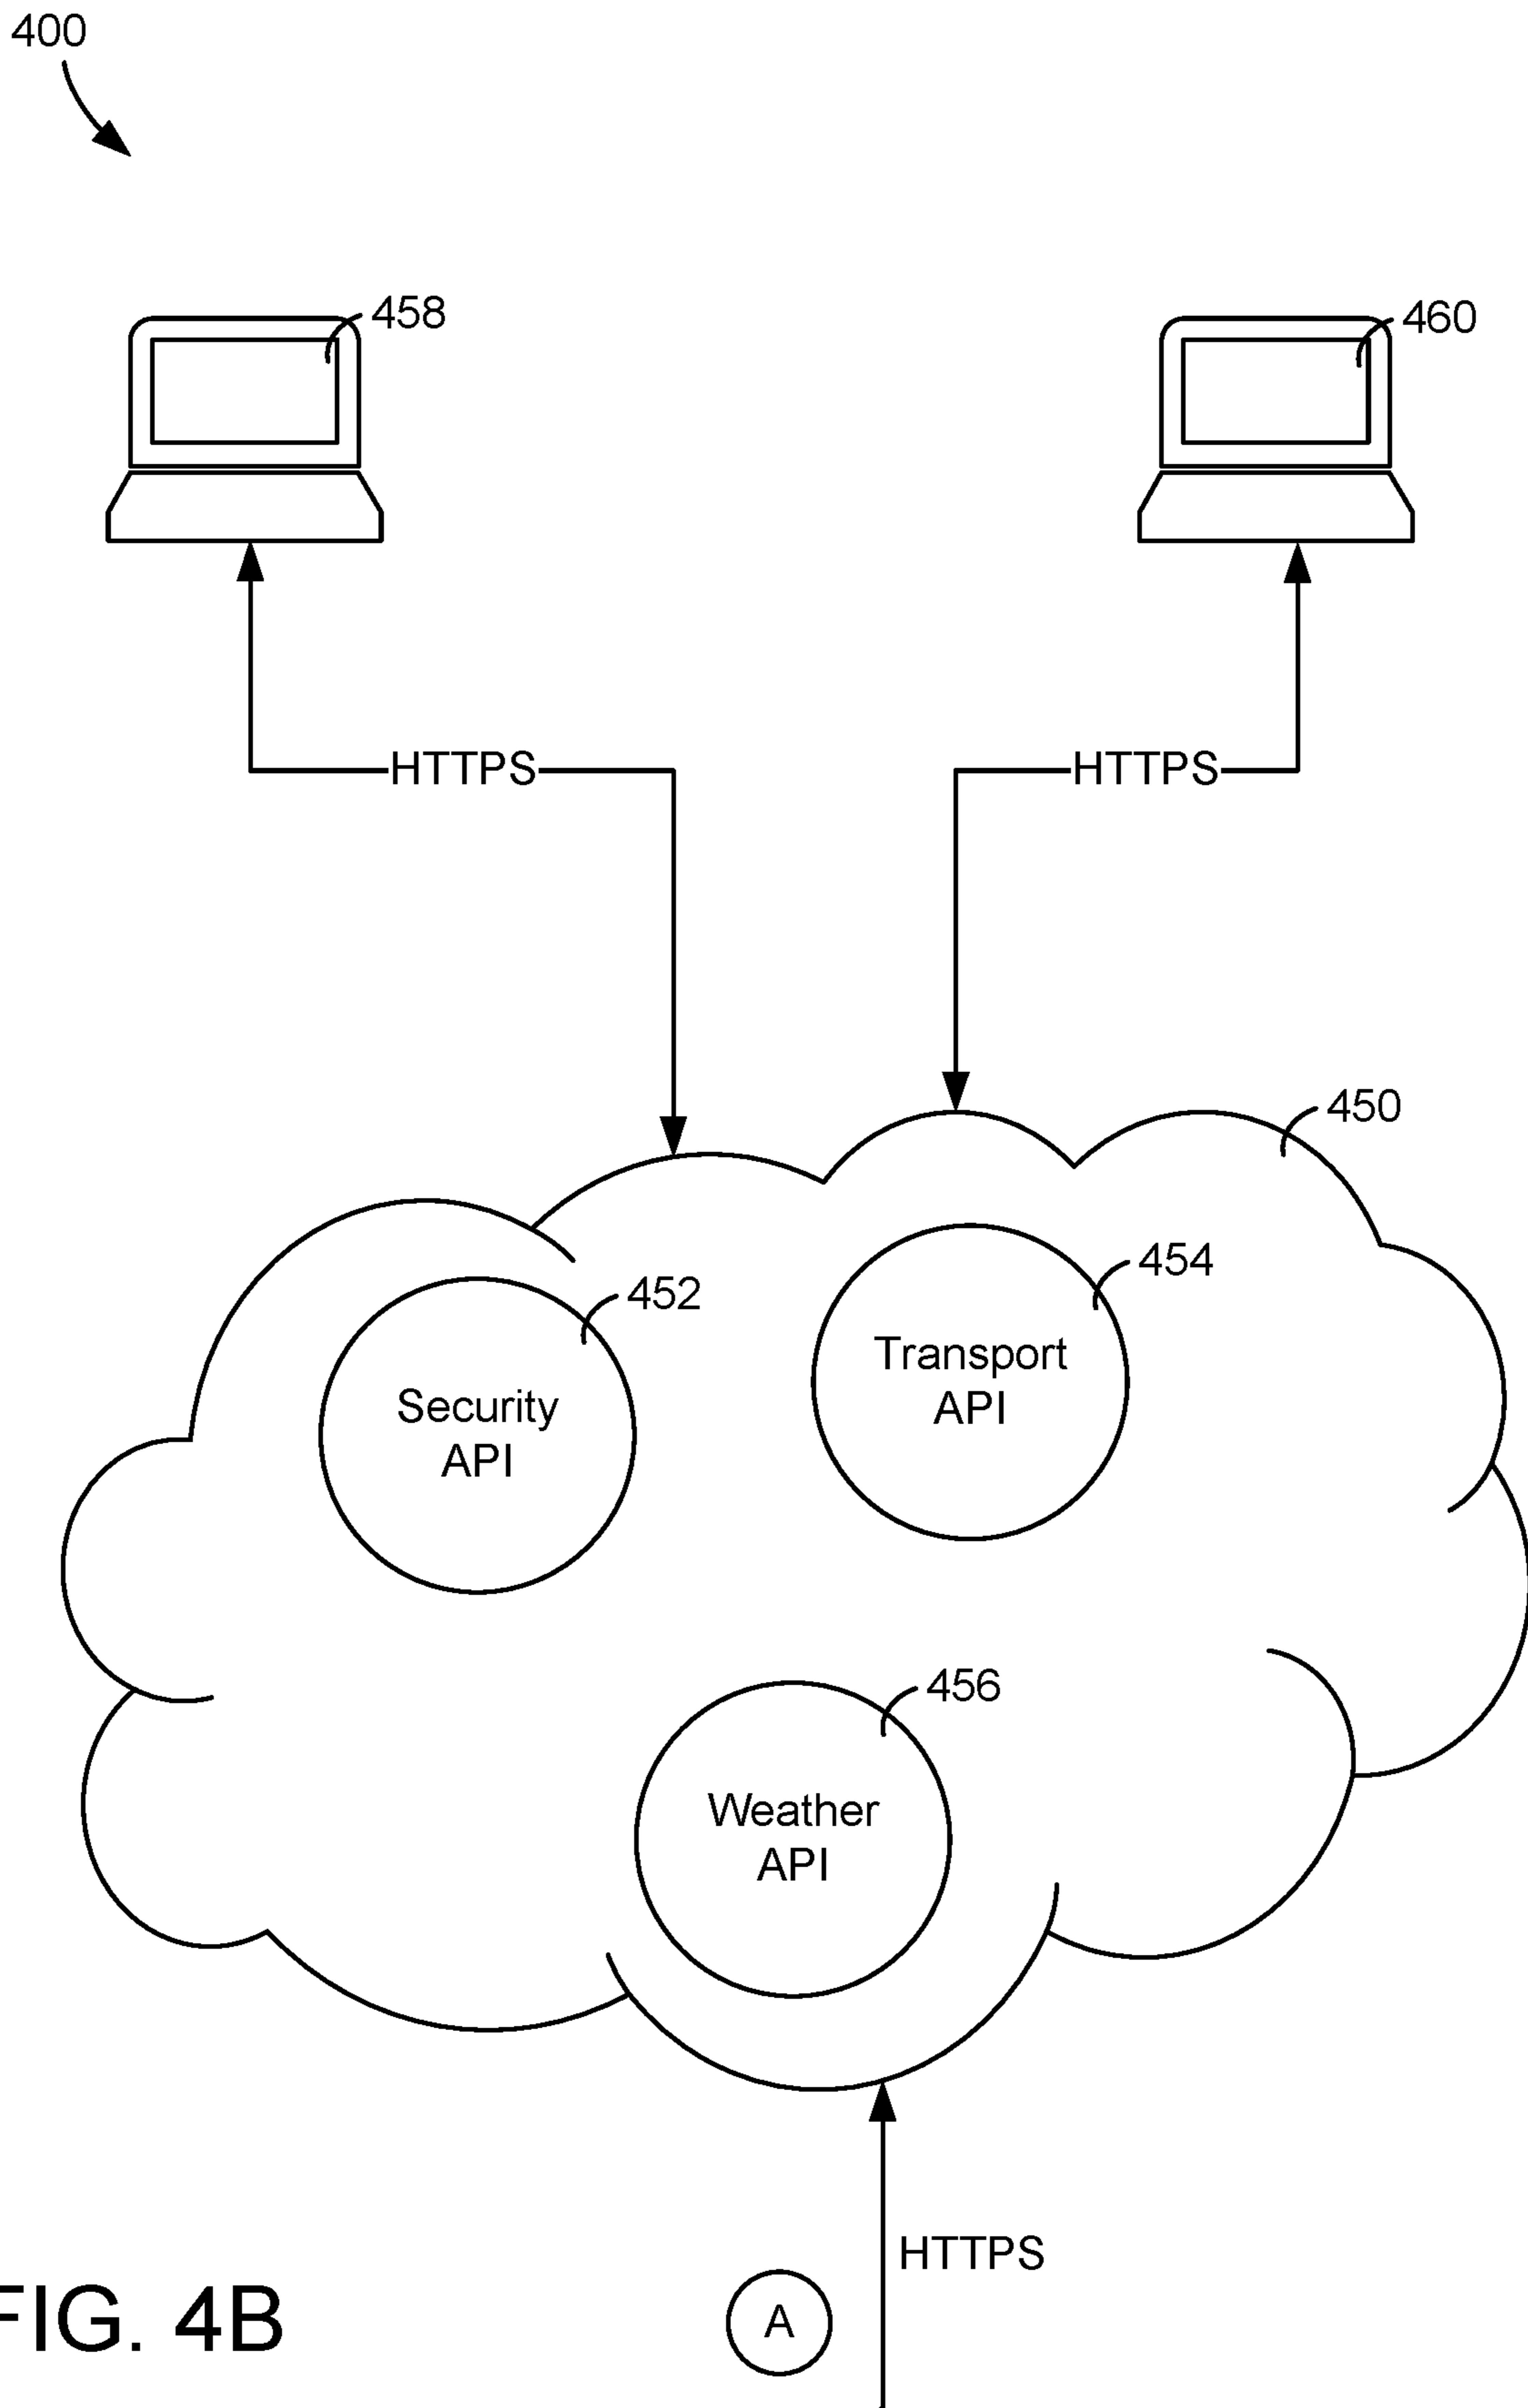 400
458
460
HTTPS
HTTPS
450
454
452
Transport
API
Security
API
456
Weather
API
HTTPS
A
FIG. 4B